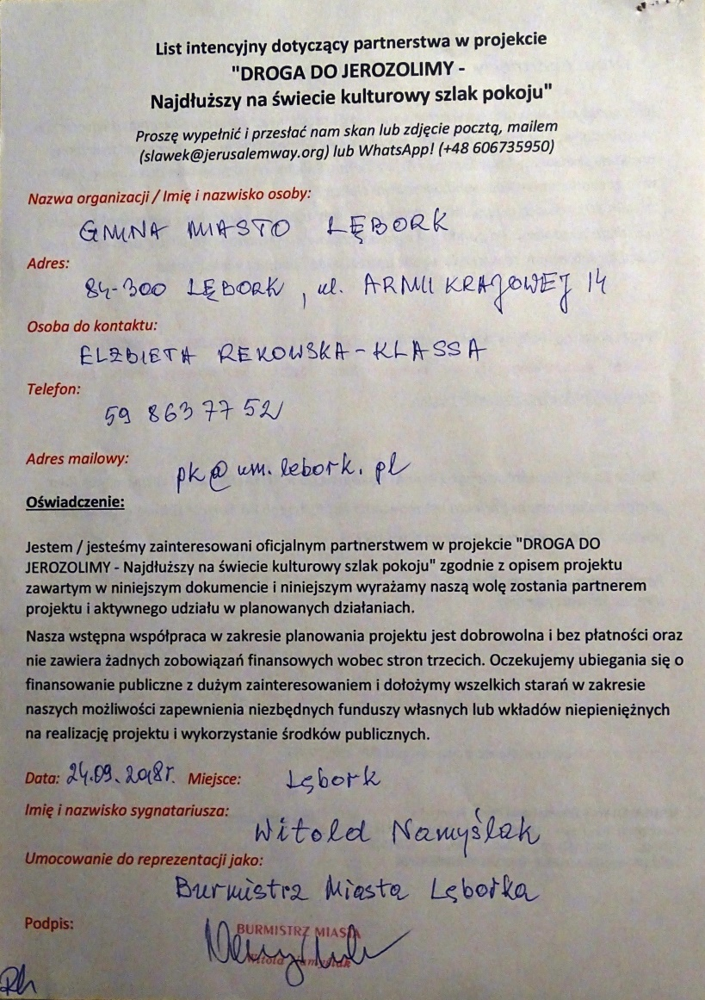 List intencyjny dotyczący partnerstwa w projekcie
"DROGA DO JEROZOLIMY -
Najdłuższy na świecie kulturowy szlak pokoju"
Proszę wypełnić i przesłać nam skan lub zdjęcie pocztą, mailem
(slawek@jerusalemway.org) lub WhatsApp! (+48 606735950)
Nazwa organizacji / Imię i nazwisko osoby:
GMINA MIASTO LĘBORK
Adres:
84-300 LĘBORK, ul. ARMII KRAJOWEJ 14
Osoba do kontaktu:
ELŻBIETA REKOWSKA-KLASSA
Telefon:
59 863 77 52
Adres mailowy:
pk@um.lebork.pl
Oświadczenie:
Jestem / jesteśmy zainteresowani oficjalnym partnerstwem w projekcie "DROGA DO
JEROZOLIMY - Najdłuższy na świecie kulturowy szlak pokoju" zgodnie z opisem projektu
zawartym w niniejszym dokumencie i niniejszym wyrażamy naszą wolę zostania partnerem
projektu i aktywnego udziału w planowanych działaniach.
Nasza wstępna współpraca w zakresie planowania projektu jest dobrowolna i bez płatności oraz
nie zawiera żadnych zobowiązań finansowych wobec stron trzecich. Oczekujemy ubiegania się o
finansowanie publiczne z dużym zainteresowaniem i dołożymy wszelkich starań w zakresie
naszych możliwości zapewnienia niezbędnych funduszy własnych lub wkładów niepieniężnych
na realizację projektu i wykorzystanie środków publicznych.
Data: 24.09.2018r. Miejsce: Lębork
Imię i nazwisko sygnatariusza:
Witold Namyślak
Umocowanie do reprezentacji jako:
Burmistrz Miasta Lęborka
Podpis:
BURMISTRZ MIASTA
Witold Namyślak